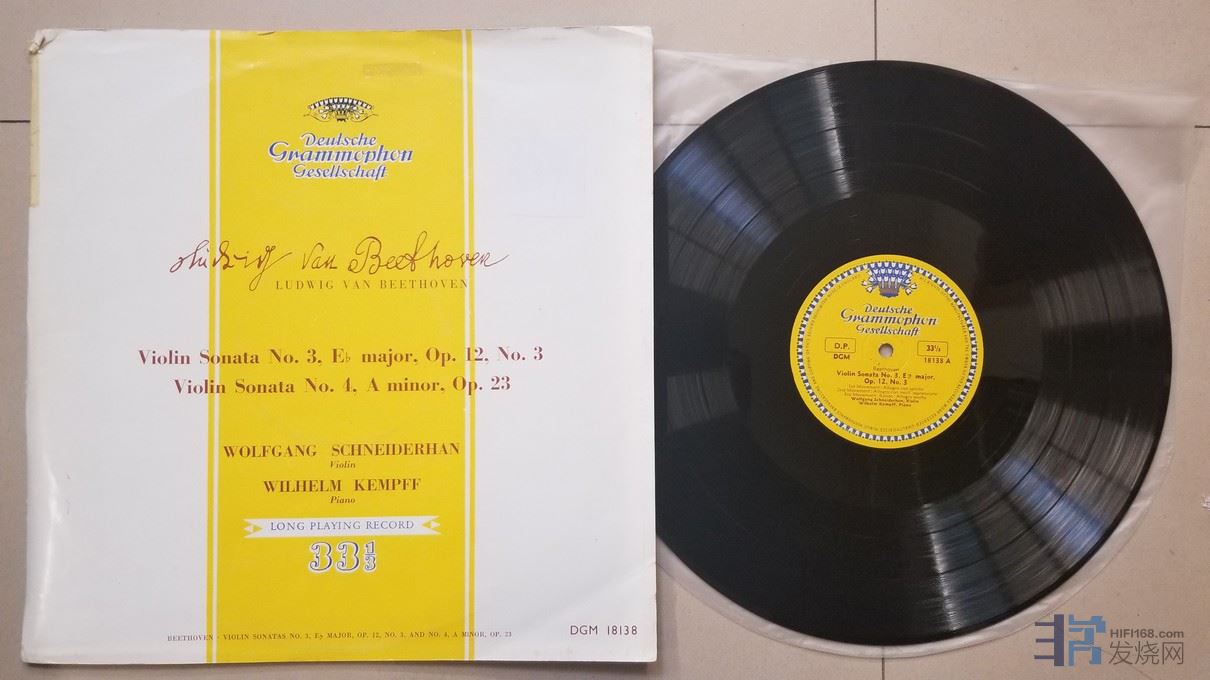 Deutsche
Grammophon
Gesellschaft
Ludwig van Beethoven
LUDWIG VAN BEETHOVEN
Violin Sonata No. 3, E♭ major, Op. 12, No. 3
Violin Sonata No. 4, A minor, Op. 23
WOLFGANG SCHNEIDERHAN
Violin
WILHELM KEMPFF
Piano
LONG PLAYING RECORD
33⅓
BEETHOVEN · VIOLIN SONATAS NO. 3, E♭ MAJOR, OP. 12, NO. 3, AND NO. 4, A MINOR, OP. 23
DGM 18138
Deutsche
Grammophon
Gesellschaft
D.P.
33⅓
DGM
18138 A
Beethoven
Violin Sonata No. 3, E♭ major,
Op. 12, No. 3
Wolfgang Schneiderhan, Violin
Wilhelm Kempff, Piano
HIFI168.com
发烧网